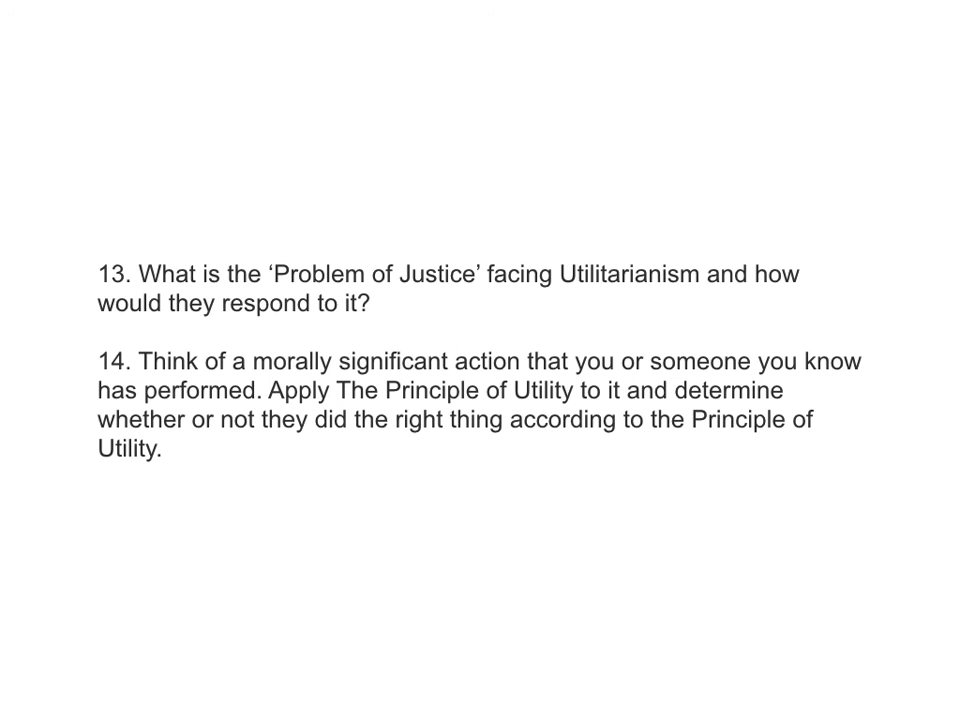 13. What is the ‘Problem of Justice’ facing Utilitarianism and how
would they respond to it?
14. Think of a morally significant action that you or someone you know
has performed. Apply The Principle of Utility to it and determine
whether or not they did the right thing according to the Principle of
Utility.